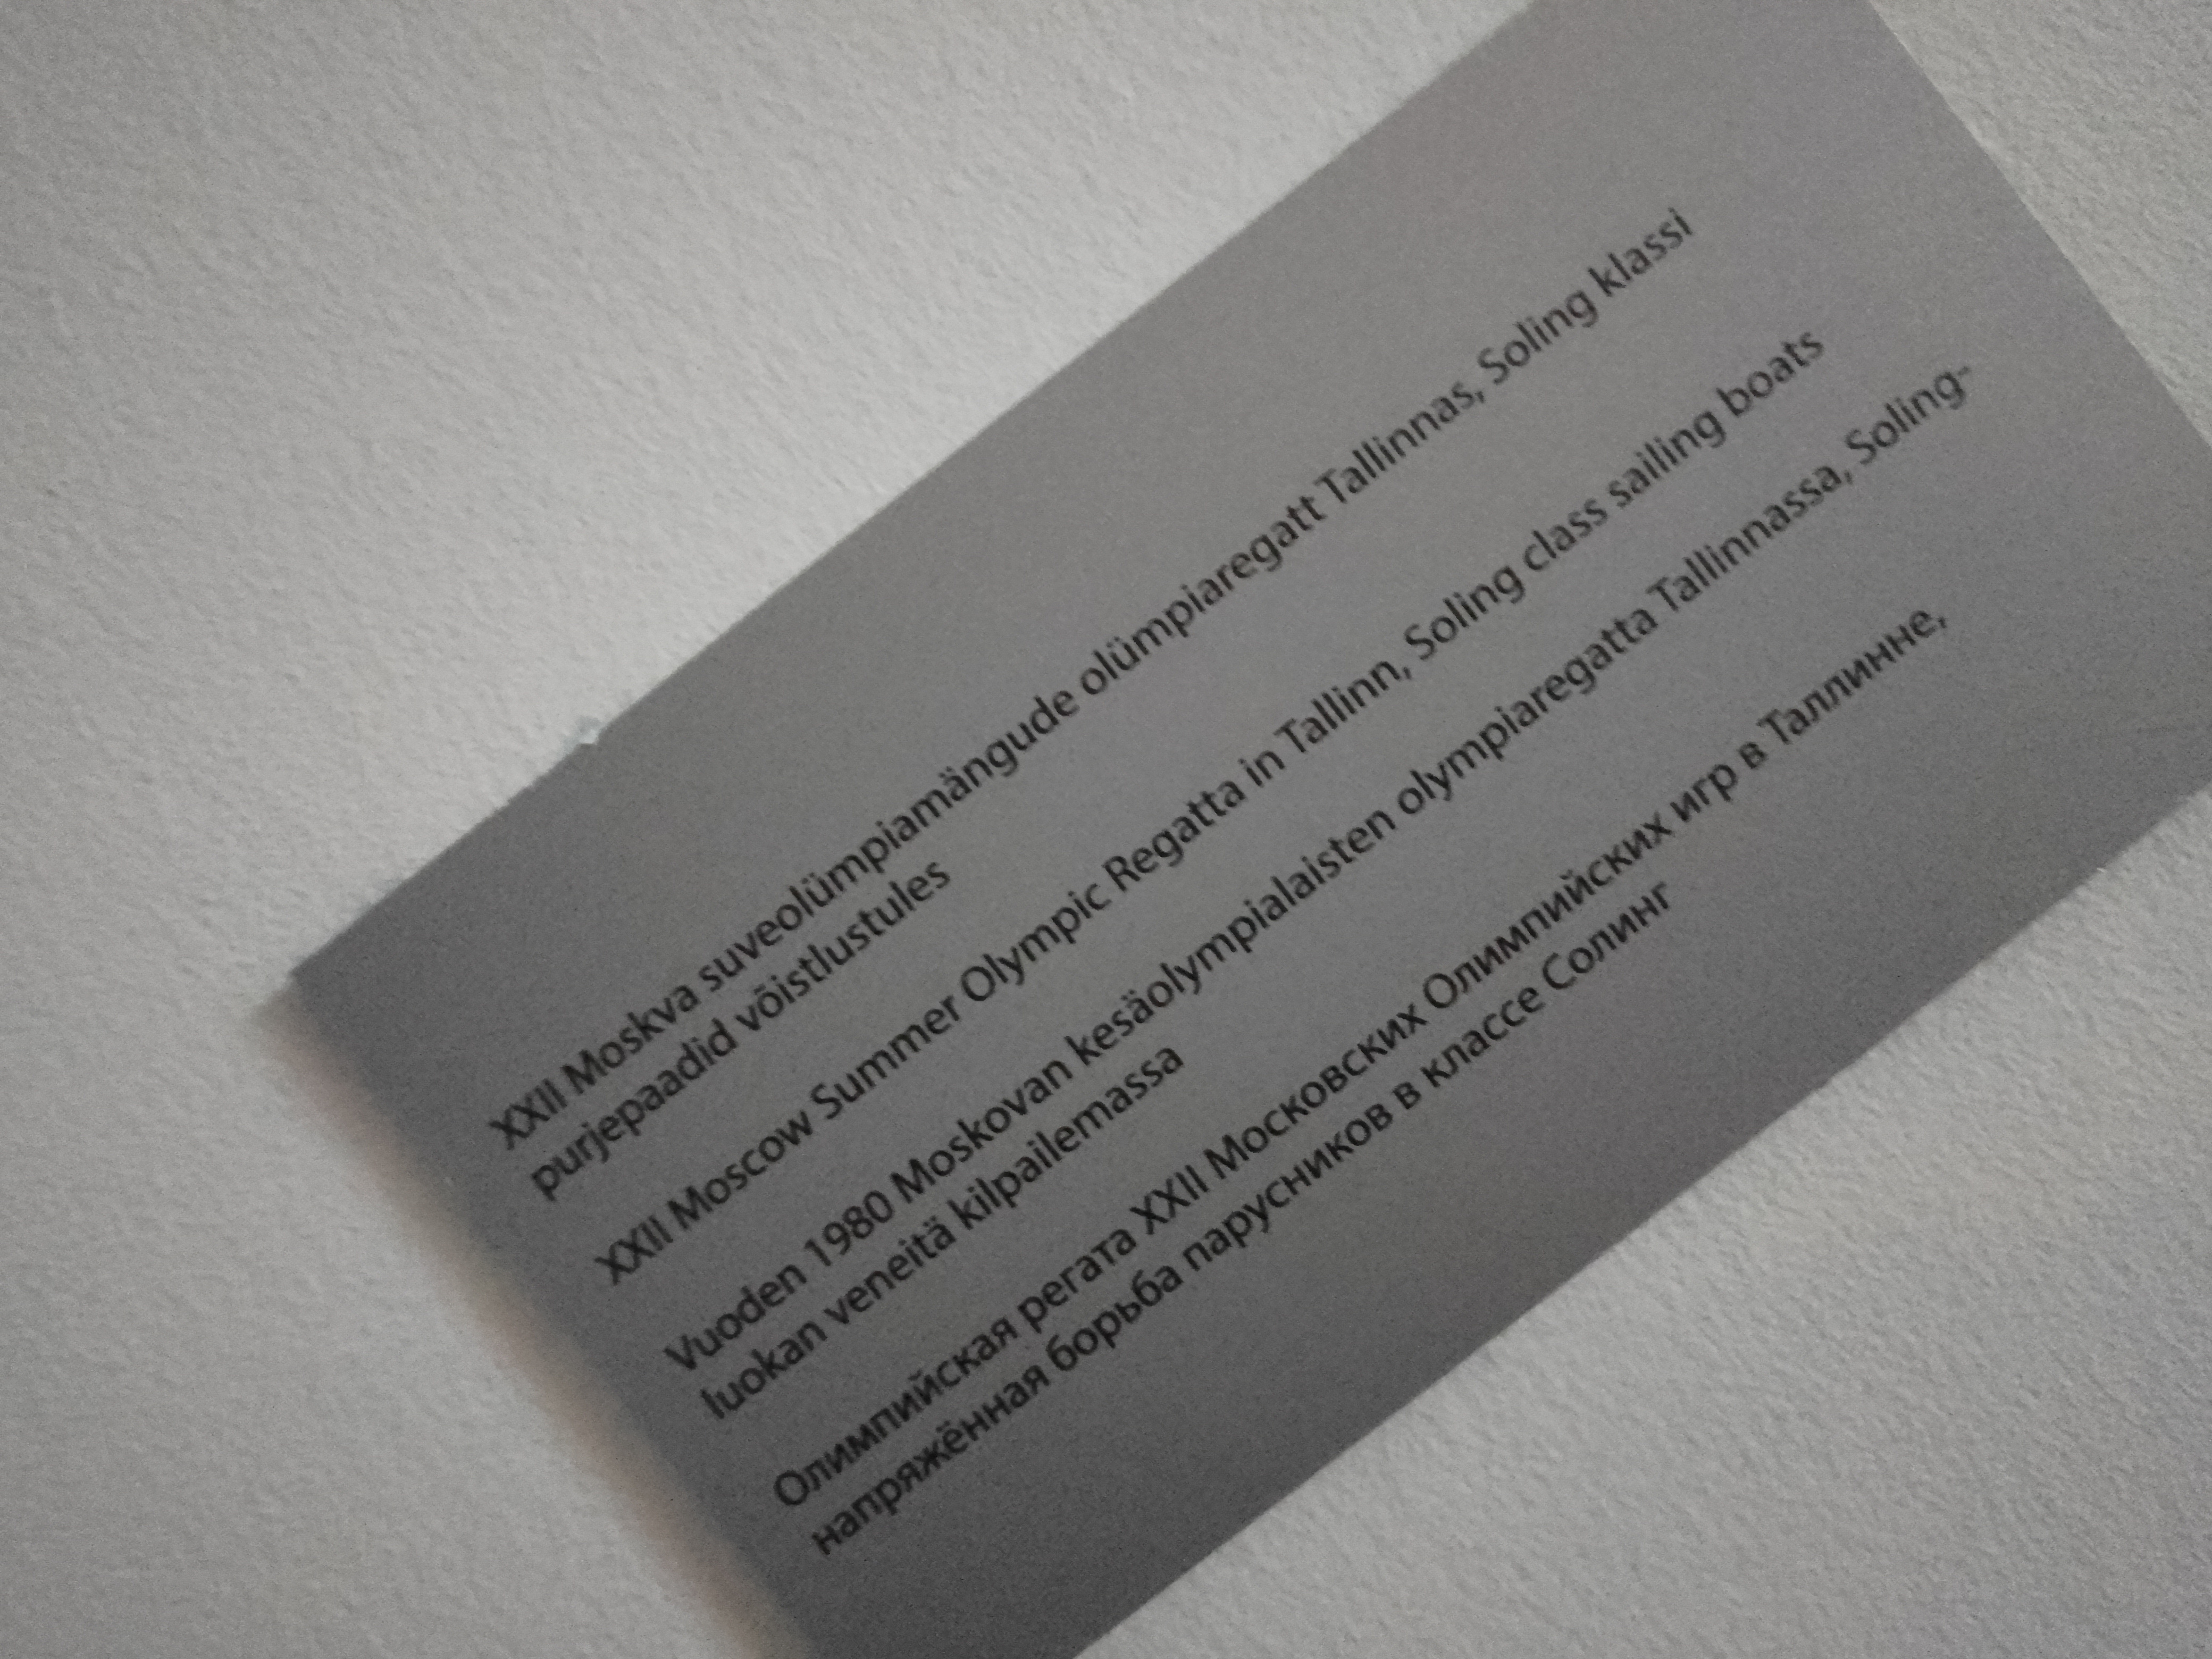 XXII Moskva suveolümpiamängude olümpiaregatt Tallinnas, Soling klassi
purjepaadid võistlustules
XXII Moscow Summer Olympic Regatta in Tallinn, Soling class sailing boats
Vuoden 1980 Moskovan kesäolympialaisten olympiaregatta Tallinnassa, Soling-
luokan veneitä kilpailemassa
Олимпийская регата XXII Московских Олимпийских игр в Таллинне,
напряжённая борьба парусников в классе Солинг